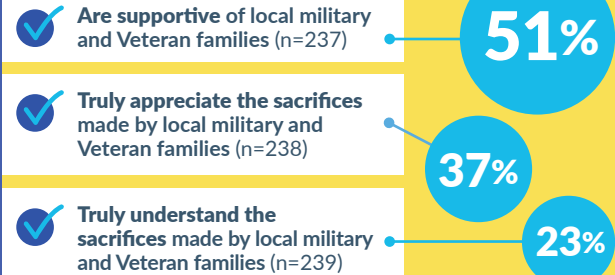 Are supportive of local military
and Veteran families (n=237)
51%
Truly appreciate the sacrifices
made by local military and
Veteran families (n=238)
37%
Truly understand the
sacrifices made by local military
and Veteran families (n=239)
23%